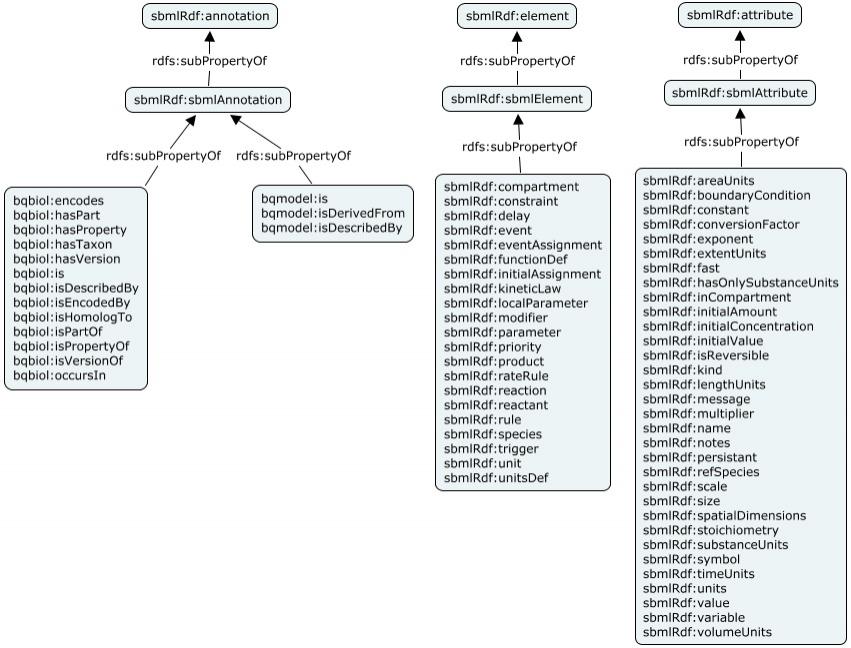 sbmlRdf:annotation
rdfs:subPropertyOf
sbmlRdf:sbmlAnnotation
rdfs:subPropertyOf
rdfs:subPropertyOf
bqbiol:encodes
bqbiol:hasPart
bqbiol:hasProperty
bqbiol:hasTaxon
bqbiol:hasVersion
bqbiol:is
bqbiol:isDescribedBy
bqbiol:isEncodedBy
bqbiol:isHomologTo
bqbiol:isPartOf
bqbiol:isPropertyOf
bqbiol:isVersionOf
bqbiol:occursIn
bqmodel:is
bqmodel:isDerivedFrom
bqmodel:isDescribedBy
sbmlRdf:element
rdfs:subPropertyOf
sbmlRdf:sbmlElement
rdfs:subPropertyOf
sbmlRdf:compartment
sbmlRdf:constraint
sbmlRdf:delay
sbmlRdf:event
sbmlRdf:eventAssignment
sbmlRdf:functionDef
sbmlRdf:initialAssignment
sbmlRdf:kineticLaw
sbmlRdf:localParameter
sbmlRdf:modifier
sbmlRdf:parameter
sbmlRdf:priority
sbmlRdf:product
sbmlRdf:rateRule
sbmlRdf:reaction
sbmlRdf:reactant
sbmlRdf:rule
sbmlRdf:species
sbmlRdf:trigger
sbmlRdf:unit
sbmlRdf:unitsDef
sbmlRdf:attribute
rdfs:subPropertyOf
sbmlRdf:sbmlAttribute
rdfs:subPropertyOf
sbmlRdf:areaUnits
sbmlRdf:boundaryCondition
sbmlRdf:constant
sbmlRdf:conversionFactor
sbmlRdf:exponent
sbmlRdf:extentUnits
sbmlRdf:fast
sbmlRdf:hasOnlySubstanceUnits
sbmlRdf:inCompartment
sbmlRdf:initialAmount
sbmlRdf:initialConcentration
sbmlRdf:initialValue
sbmlRdf:isReversible
sbmlRdf:kind
sbmlRdf:lengthUnits
sbmlRdf:message
sbmlRdf:multiplier
sbmlRdf:name
sbmlRdf:notes
sbmlRdf:persistant
sbmlRdf:refSpecies
sbmlRdf:scale
sbmlRdf:size
sbmlRdf:spatialDimensions
sbmlRdf:stoichiometry
sbmlRdf:substanceUnits
sbmlRdf:symbol
sbmlRdf:timeUnits
sbmlRdf:units
sbmlRdf:value
sbmlRdf:variable
sbmlRdf:volumeUnits